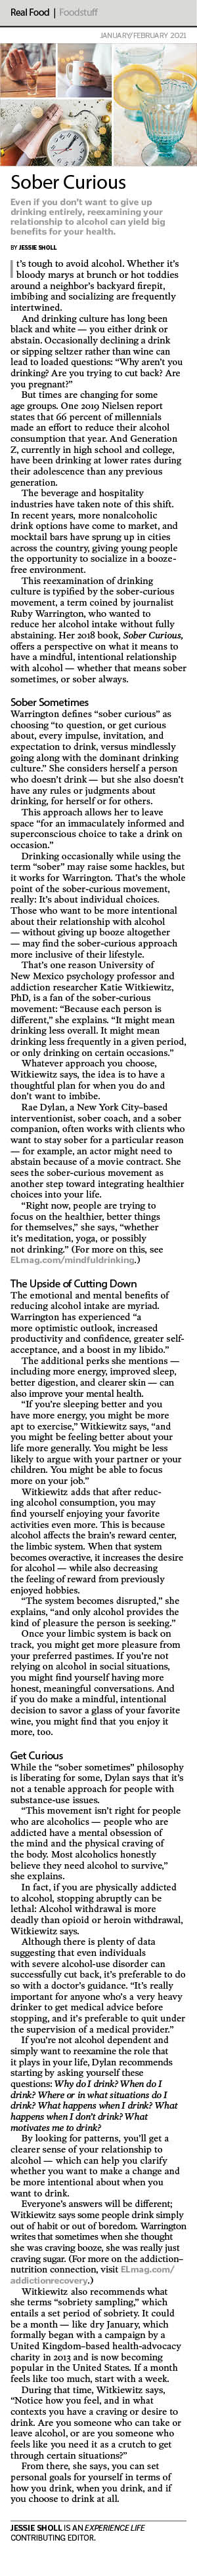 Real Food | Foodstuff
JANUARY/FEBRUARY 2021
Sober Curious
Even if you don't want to give up
drinking entirely, reexamining your
relationship to alcohol can yield big
benefits for your health.
BY JESSIE SHOLL
It's tough to avoid alcohol. Whether it's
bloody marys at brunch or hot toddies
around a neighbor's backyard firepit,
imbibing and socializing are frequently
intertwined.
And drinking culture has long been
black and white — you either drink or
abstain. Occasionally declining a drink
or sipping seltzer rather than wine can
lead to loaded questions: "Why aren't you
drinking? Are you trying to cut back? Are
you pregnant?"
But times are changing for some
age groups. One 2019 Nielsen report
states that 66 percent of millennials
made an effort to reduce their alcohol
consumption that year. And Generation
Z, currently in high school and college,
have been drinking at lower rates during
their adolescence than any previous
generation.
The beverage and hospitality
industries have taken note of this shift.
In recent years, more nonalcoholic
drink options have come to market, and
mocktail bars have sprung up in cities
across the country, giving young people
the opportunity to socialize in a booze-
free environment.
This reexamination of drinking
culture is typified by the sober-curious
movement, a term coined by journalist
Ruby Warrington, who wanted to
reduce her alcohol intake without fully
abstaining. Her 2018 book, Sober Curious,
offers a perspective on what it means to
have a mindful, intentional relationship
with alcohol — whether that means sober
sometimes, or sober always.
Sober Sometimes
Warrington defines "sober curious" as
choosing "to question, or get curious
about, every impulse, invitation, and
expectation to drink, versus mindlessly
going along with the dominant drinking
culture." She considers herself a person
who doesn't drink — but she also doesn't
have any rules or judgments about
drinking, for herself or for others.
This approach allows her to leave
space "for an immaculately informed and
superconscious choice to take a drink on
occasion."
Drinking occasionally while using the
term "sober" may raise some hackles, but
it works for Warrington. That's the whole
point of the sober-curious movement,
really: It's about individual choices.
Those who want to be more intentional
about their relationship with alcohol
— without giving up booze altogether
— may find the sober-curious approach
more inclusive of their lifestyle.
That's one reason University of
New Mexico psychology professor and
addiction researcher Katie Witkiewitz,
PhD, is a fan of the sober-curious
movement: "Because each person is
different," she explains. "It might mean
drinking less overall. It might mean
drinking less frequently in a given period,
or only drinking on certain occasions."
Whatever approach you choose,
Witkiewitz says, the idea is to have a
thoughtful plan for when you do and
don't want to imbibe.
Rae Dylan, a New York City–based
interventionist, sober coach, and a sober
companion, often works with clients who
want to stay sober for a particular reason
— for example, an actor might need to
abstain because of a movie contract. She
sees the sober-curious movement as
another step toward integrating healthier
choices into your life.
"Right now, people are trying to
focus on the healthier, better things
for themselves," she says, "whether
it's meditation, yoga, or possibly
not drinking." (For more on this, see
ELmag.com/mindfuldrinking.)
The Upside of Cutting Down
The emotional and mental benefits of
reducing alcohol intake are myriad.
Warrington has experienced "a
more optimistic outlook, increased
productivity and confidence, greater self-
acceptance, and a boost in my libido."
The additional perks she mentions —
including more energy, improved sleep,
better digestion, and clearer skin — can
also improve your mental health.
"If you're sleeping better and you
have more energy, you might be more
apt to exercise," Witkiewitz says, "and
you might be feeling better about your
life more generally. You might be less
likely to argue with your partner or your
children. You might be able to focus
more on your job."
Witkiewitz adds that after reduc-
ing alcohol consumption, you may
find yourself enjoying your favorite
activities even more. This is because
alcohol affects the brain's reward center,
the limbic system. When that system
becomes overactive, it increases the desire
for alcohol — while also decreasing
the feeling of reward from previously
enjoyed hobbies.
"The system becomes disrupted," she
explains, "and only alcohol provides the
kind of pleasure the person is seeking."
Once your limbic system is back on
track, you might get more pleasure from
your preferred pastimes. If you're not
relying on alcohol in social situations,
you might find yourself having more
honest, meaningful conversations. And
if you do make a mindful, intentional
decision to savor a glass of your favorite
wine, you might find that you enjoy it
more, too.
Get Curious
While the "sober sometimes" philosophy
is liberating for some, Dylan says that it's
not a tenable approach for people with
substance-use issues.
"This movement isn't right for people
who are alcoholics — people who are
addicted have a mental obsession of
the mind and the physical craving of
the body. Most alcoholics honestly
believe they need alcohol to survive,"
she explains.
In fact, if you are physically addicted
to alcohol, stopping abruptly can be
lethal: Alcohol withdrawal is more
deadly than opioid or heroin withdrawal,
Witkiewitz says.
Although there is plenty of data
suggesting that even individuals
with severe alcohol-use disorder can
successfully cut back, it's preferable to do
so with a doctor's guidance. "It's really
important for anyone who's a very heavy
drinker to get medical advice before
stopping, and it's preferable to quit under
the supervision of a medical provider."
If you're not alcohol dependent and
simply want to reexamine the role that
it plays in your life, Dylan recommends
starting by asking yourself these
questions: Why do I drink? When do I
drink? Where or in what situations do I
drink? What happens when I drink? What
happens when I don't drink? What
motivates me to drink?
By looking for patterns, you'll get a
clearer sense of your relationship to
alcohol — which can help you clarify
whether you want to make a change and
be more intentional about when you
want to drink.
Everyone's answers will be different;
Witkiewitz says some people drink simply
out of habit or out of boredom. Warrington
writes that sometimes when she thought
she was craving booze, she was really just
craving sugar. (For more on the addiction–
nutrition connection, visit ELmag.com/
addictionrecovery.)
Witkiewitz also recommends what
she terms "sobriety sampling," which
entails a set period of sobriety. It could
be a month — like dry January, which
formally began with a campaign by a
United Kingdom–based health-advocacy
charity in 2013 and is now becoming
popular in the United States. If a month
feels like too much, start with a week.
During that time, Witkiewitz says,
"Notice how you feel, and in what
contexts you have a craving or desire to
drink. Are you someone who can take or
leave alcohol, or are you someone who
feels like you need it as a crutch to get
through certain situations?"
From there, she says, you can set
personal goals for yourself in terms of
how you drink, when you drink, and if
you choose to drink at all.
JESSIE SHOLL IS AN EXPERIENCE LIFE
CONTRIBUTING EDITOR.